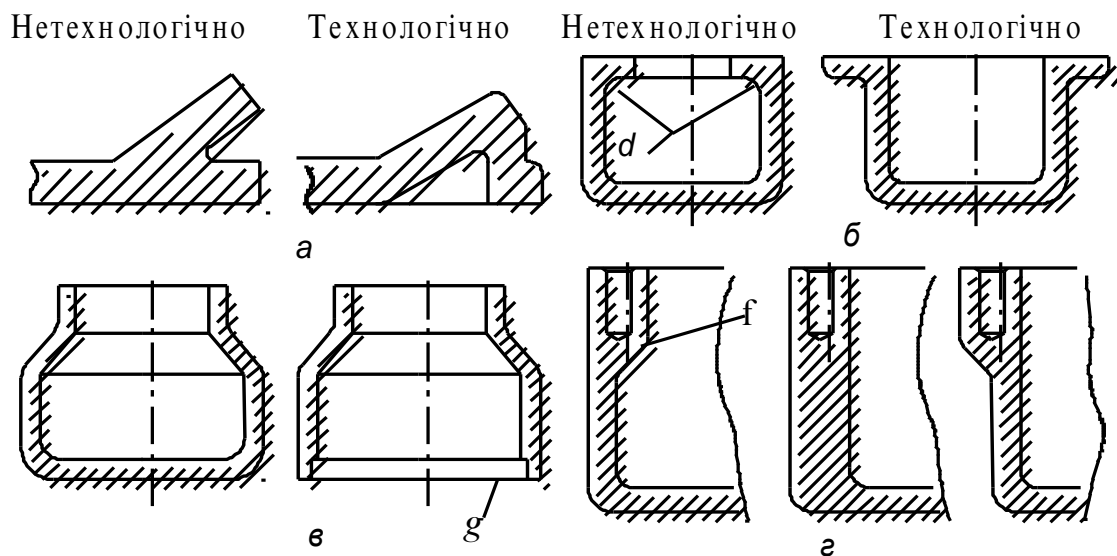 Нетехнологічно Технологічно Нетехнологічно Технологічно
d
а б
f
g
в г